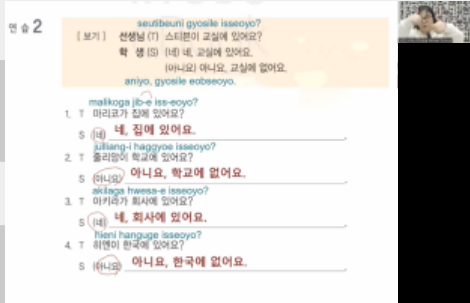 연습 2
seutibeuni gyosile isseoyo?
[보기] 선생님 (T) 스티븐이 교실에 있어요?
학 생 (S) (네) 네, 교실에 있어요.
(아니요) 아니요, 교실에 없어요.
aniyo, gyosile eobseoyo.
malikoga jib-e iss-eoyo?
1. T 마리코가 집에 있어요?
S (네) 네, 집에 있어요.
julliang-i haggyoe isseoyo?
2. T 줄리앙이 학교에 있어요?
S (아니요) 아니요, 학교에 없어요.
akilaga hwesa-e isseoyo?
3. T 아키라가 회사에 있어요?
S (네) 네, 회사에 있어요.
hieni hanguge isseoyo?
4. T 히엔이 한국에 있어요?
S (아니요) 아니요, 한국에 없어요.